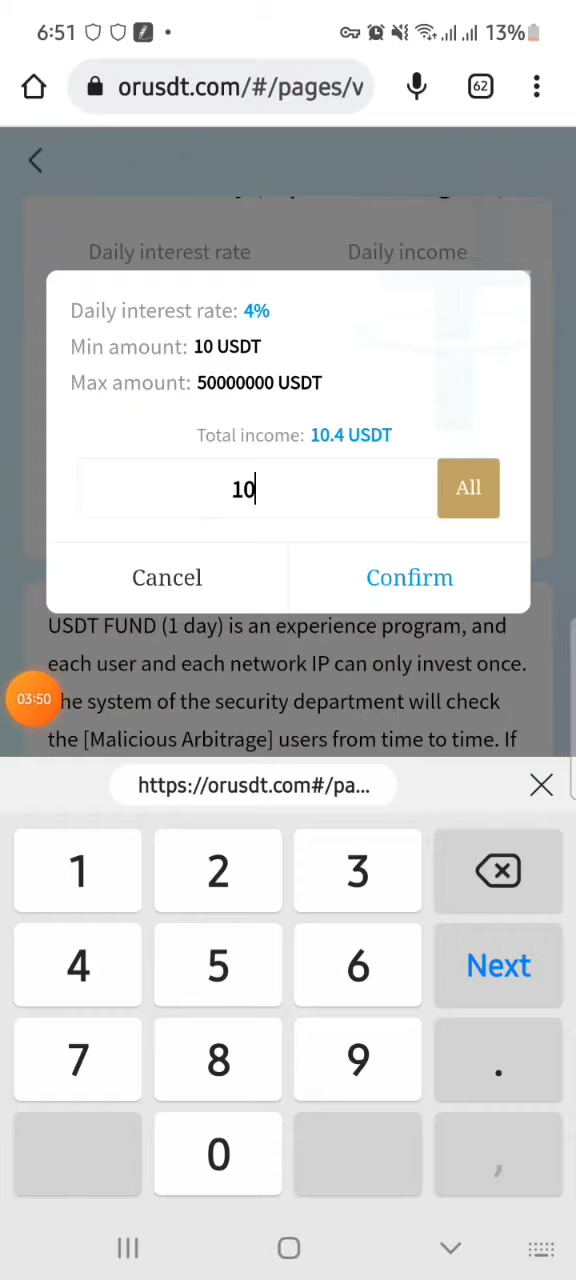 6:51
13%
orusdt.com/#/pages/v
62
Daily interest rate
Daily income
Daily interest rate: 4%
Min amount: 10 USDT
Max amount: 50000000 USDT
Total income: 10.4 USDT
10
All
Cancel
Confirm
USDT FUND (1 day) is an experience program, and
each user and each network IP can only invest once.
03:50
he system of the security department will check
the [Malicious Arbitrage] users from time to time. If
https://orusdt.com#/pa...
1 2 3
4 5 6 Next
7 8 9 .
0 ,